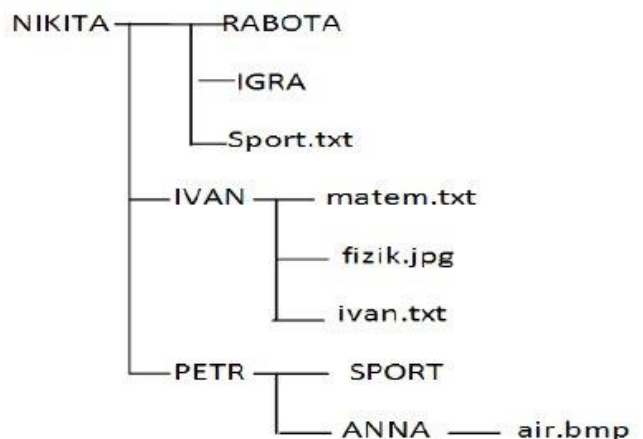 NIKITA RABOTA
IGRA
Sport.txt
IVAN matem.txt
fizik.jpg
ivan.txt
PETR SPORT
ANNA air.bmp